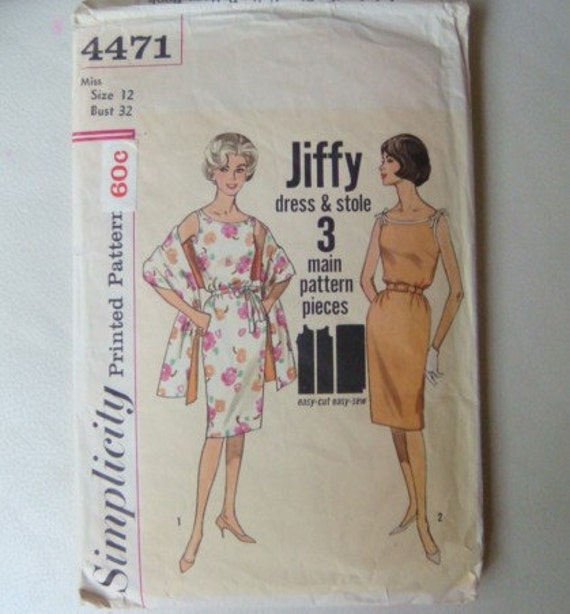 4471
Miss
Size 12
Bust 32
60c
Simplicity Printed Pattern
Jiffy
dress & stole
3
main
pattern
pieces
easy-cut easy-sew
1
2